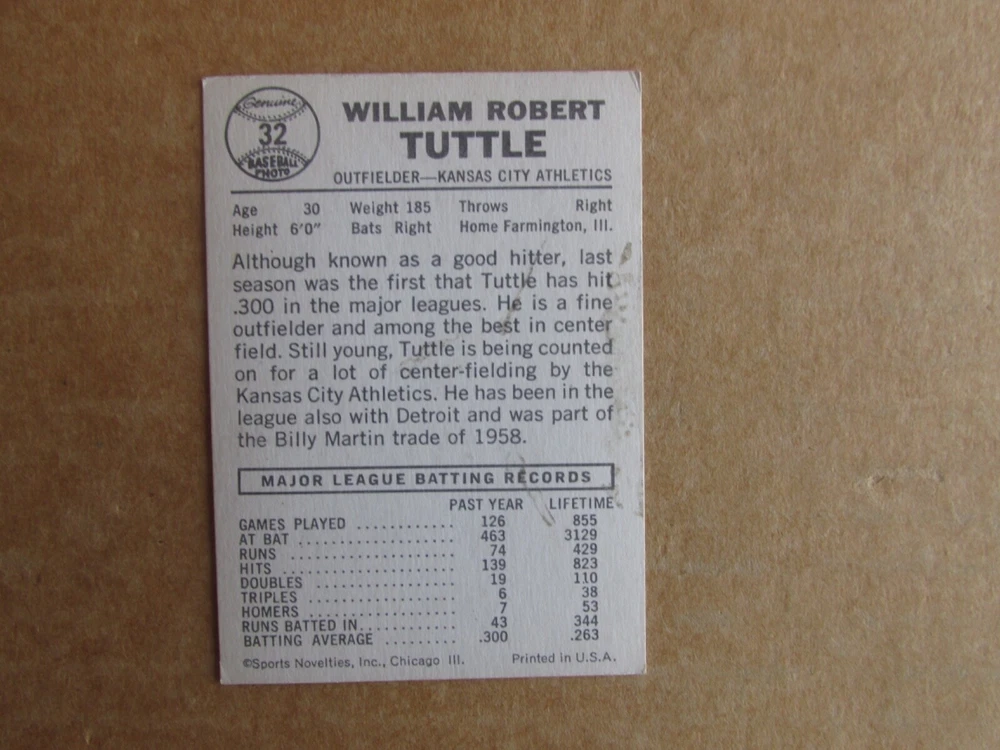 Genuine
32
BASEBALL
PHOTO
WILLIAM ROBERT
TUTTLE
OUTFIELDER—KANSAS CITY ATHLETICS
Age 30 Weight 185 Throws Right
Height 6'0" Bats Right Home Farmington, Ill.
Although known as a good hitter, last
season was the first that Tuttle has hit
.300 in the major leagues. He is a fine
outfielder and among the best in center
field. Still young, Tuttle is being counted
on for a lot of center-fielding by the
Kansas City Athletics. He has been in the
league also with Detroit and was part of
the Billy Martin trade of 1958.
MAJOR LEAGUE BATTING RECORDS
PAST YEAR LIFETIME
GAMES PLAYED ............ 126 855
AT BAT .................... 463 3129
RUNS ..................... 74 429
HITS ...................... 139 823
DOUBLES ................. 19 110
TRIPLES .................. 6 38
HOMERS .................. 7 53
RUNS BATTED IN............ 43 344
BATTING AVERAGE ......... .300 .263
©Sports Novelties, Inc., Chicago Ill. Printed in U.S.A.